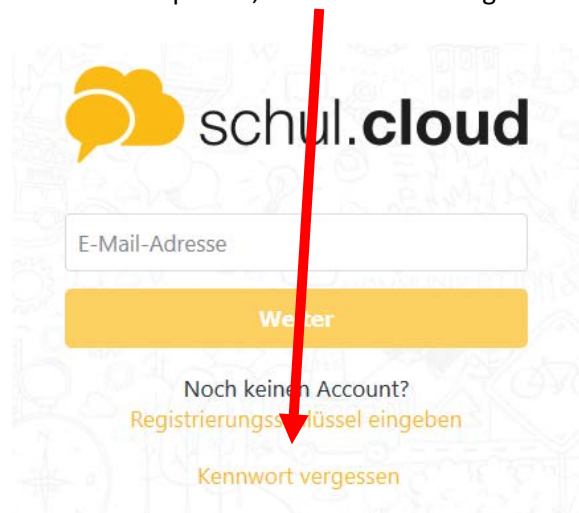 schul.cloud
E-Mail-Adresse
Weiter
Noch keinen Account?
Registrierungsschlüssel eingeben
Kennwort vergessen